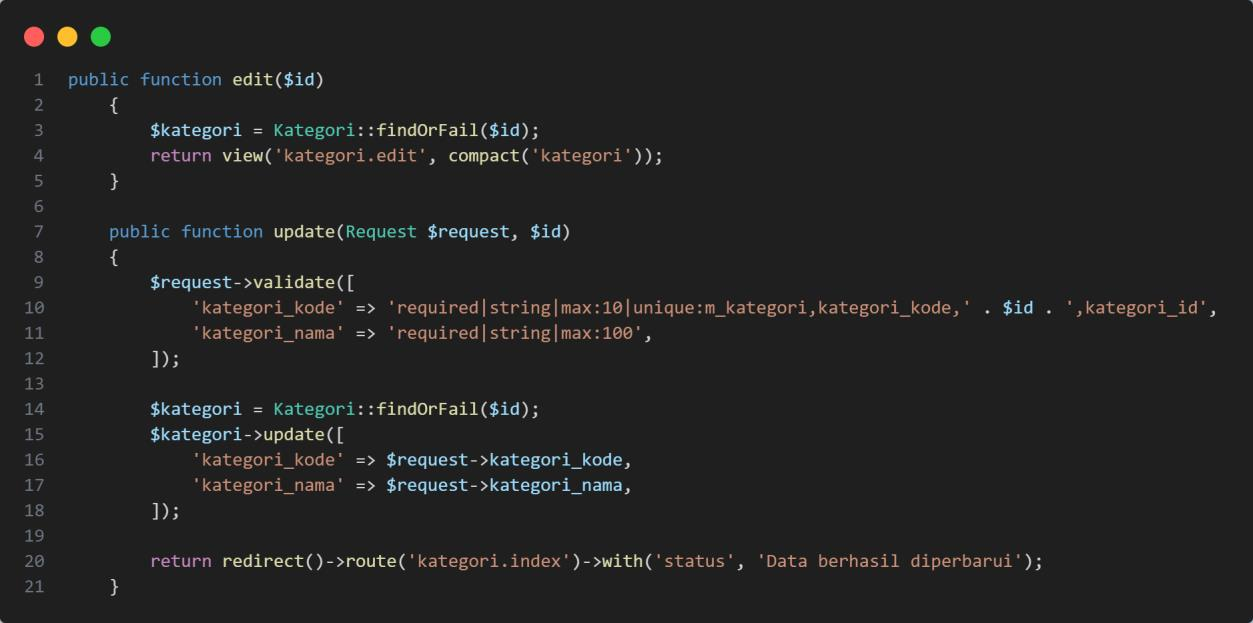 1 public function edit($id)
2     {
3         $kategori = Kategori::findOrFail($id);
4         return view('kategori.edit', compact('kategori'));
5     }
6
7     public function update(Request $request, $id)
8     {
9         $request->validate([
10             'kategori_kode' => 'required|string|max:10|unique:m_kategori,kategori_kode,' . $id . ',kategori_id',
11             'kategori_nama' => 'required|string|max:100',
12         ]);
13
14         $kategori = Kategori::findOrFail($id);
15         $kategori->update([
16             'kategori_kode' => $request->kategori_kode,
17             'kategori_nama' => $request->kategori_nama,
18         ]);
19
20         return redirect()->route('kategori.index')->with('status', 'Data berhasil diperbarui');
21     }